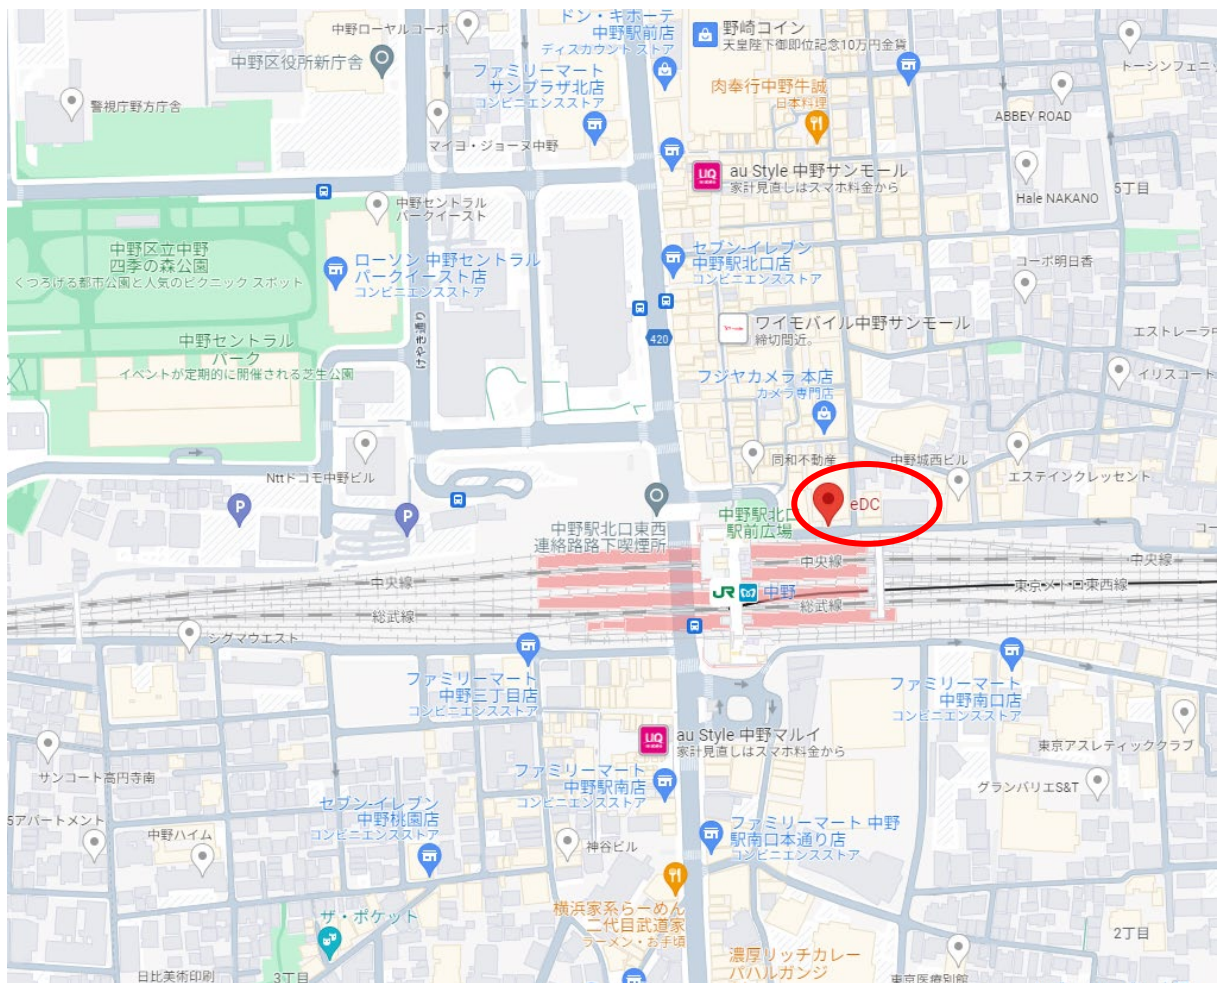 ドン・キホーテ
中野駅前店
ディスカウント ストア
野崎コイン
天皇陛下御即位記念10万円金貨
中野ローヤルコーポ
中野区役所新庁舎
ファミリーマート
サンプラザ北店
コンビニエンスストア
肉奉行中野牛誠
日本料理
トーシンフェニッ
警視庁野方庁舎
ABBEY ROAD
マイヨ・ジョーヌ中野
UQ
au Style 中野サンモール
家計見直しはスマホ料金から
5丁目
Hale NAKANO
中野セントラル
パークイースト
中野区立中野
四季の森公園
くつろげる都市公園と人気のピクニック スポット
ローソン 中野セントラル
パークイースト店
コンビニエンスストア
セブン-イレブン
中野駅北口店
コンビニエンスストア
コーポ明日香
けやき通り
420
ワイモバイル中野サンモール
締切間近。
エストレーラ中
中野セントラル
パーク
イベントが定期的に開催される芝生公園
フジヤカメラ 本店
カメラ専門店
イリスコート
同和不動産
中野城西ビル
エステインクレッセント
Nttドコモ中野ビル
P
P
eDC
中野駅北口
駅前広場
中野駅北口東西
連絡路路下喫煙所
コー
中央線
中央線
中央線
JR
中野
東京メトロ東西線
総武線
総武線
シグマウエスト
ファミリーマート
中野三丁目店
コンビニエンスストア
ファミリーマート
中野南口店
コンビニエンスストア
UQ
au Style 中野マルイ
家計見直しはスマホ料金から
東京アスレティッククラブ
サンコート高円寺南
ファミリーマート
中野駅南店
コンビニエンスストア
グランバリエS&T
セブン-イレブン
中野桃園店
コンビニエンスストア
5アパートメント
中野ハイム
神谷ビル
ファミリーマート 中野
駅南口本通り店
コンビニエンスストア
横浜家系らーめん
二代目武道家
ラーメン・お手頃
ザ・ポケット
2丁目
濃厚リッチカレー
パハルガンジ
日比美術印刷
3丁目
東京医療別館